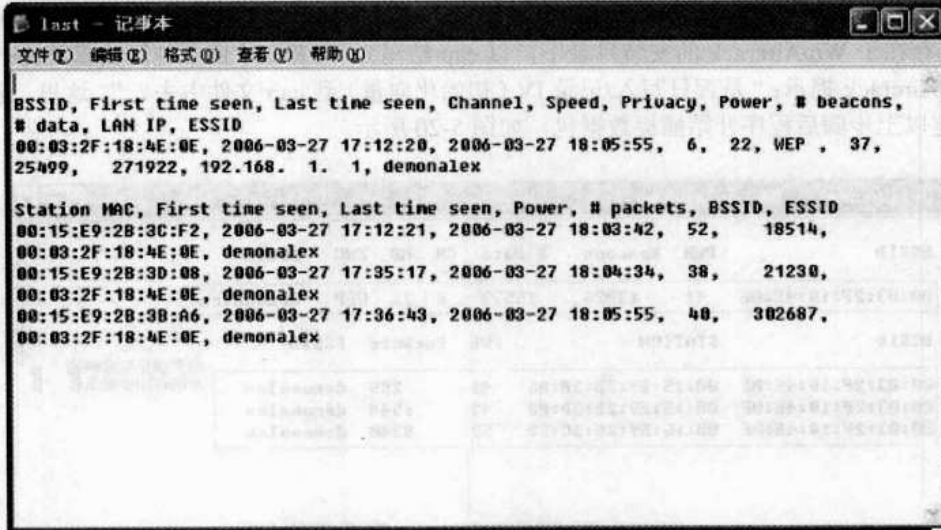 last - 记事本
文件(F) 编辑(E) 格式(O) 查看(V) 帮助(H)
BSSID, First time seen, Last time seen, Channel, Speed, Privacy, Power, # beacons,
# data, LAN IP, ESSID
00:03:2F:18:4E:0E, 2006-03-27 17:12:20, 2006-03-27 18:05:55, 6, 22, WEP , 37,
25499, 271922, 192.168. 1. 1, demonalex
Station MAC, First time seen, Last time seen, Power, # packets, BSSID, ESSID
00:15:E9:2B:3C:F2, 2006-03-27 17:12:21, 2006-03-27 18:03:42, 52, 18514,
00:03:2F:18:4E:0E, demonalex
00:15:E9:2B:3D:08, 2006-03-27 17:35:17, 2006-03-27 18:04:34, 38, 21230,
00:03:2F:18:4E:0E, demonalex
00:15:E9:2B:3B:A6, 2006-03-27 17:36:43, 2006-03-27 18:05:55, 40, 302687,
00:03:2F:18:4E:0E, demonalex